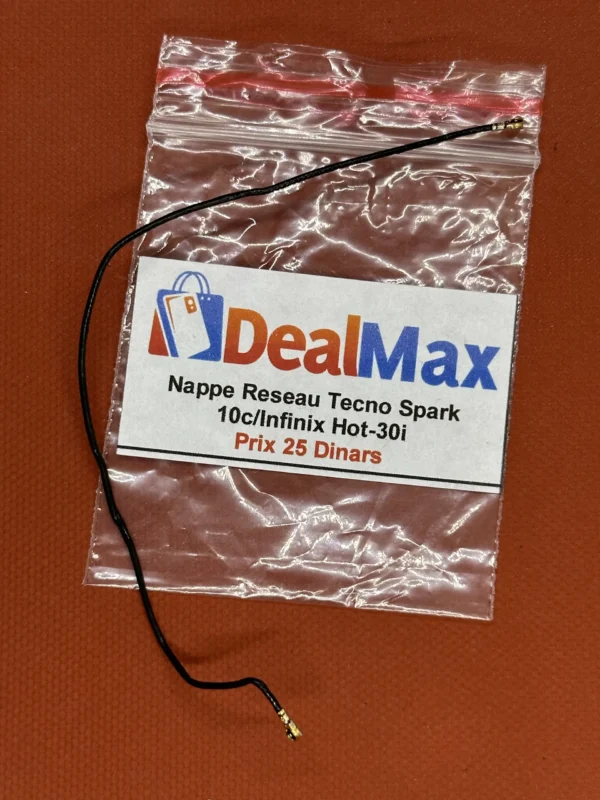 DealMax
Nappe Reseau Tecno Spark
10c/Infinix Hot-30i
Prix 25 Dinars